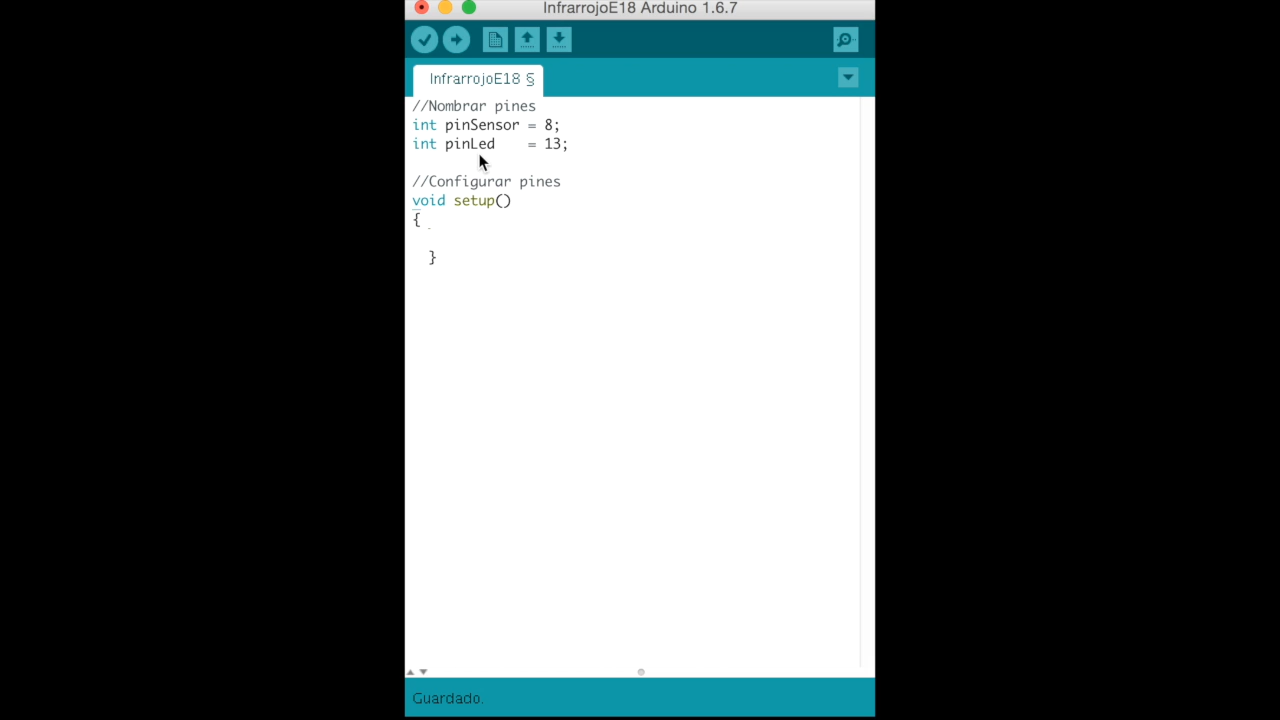 InfrarrojoE18 Arduino 1.6.7
InfrarrojoE18 §
//Nombrar pines
int pinSensor = 8;
int pinLed    = 13;
//Configurar pines
void setup()
{
  }
Guardado.